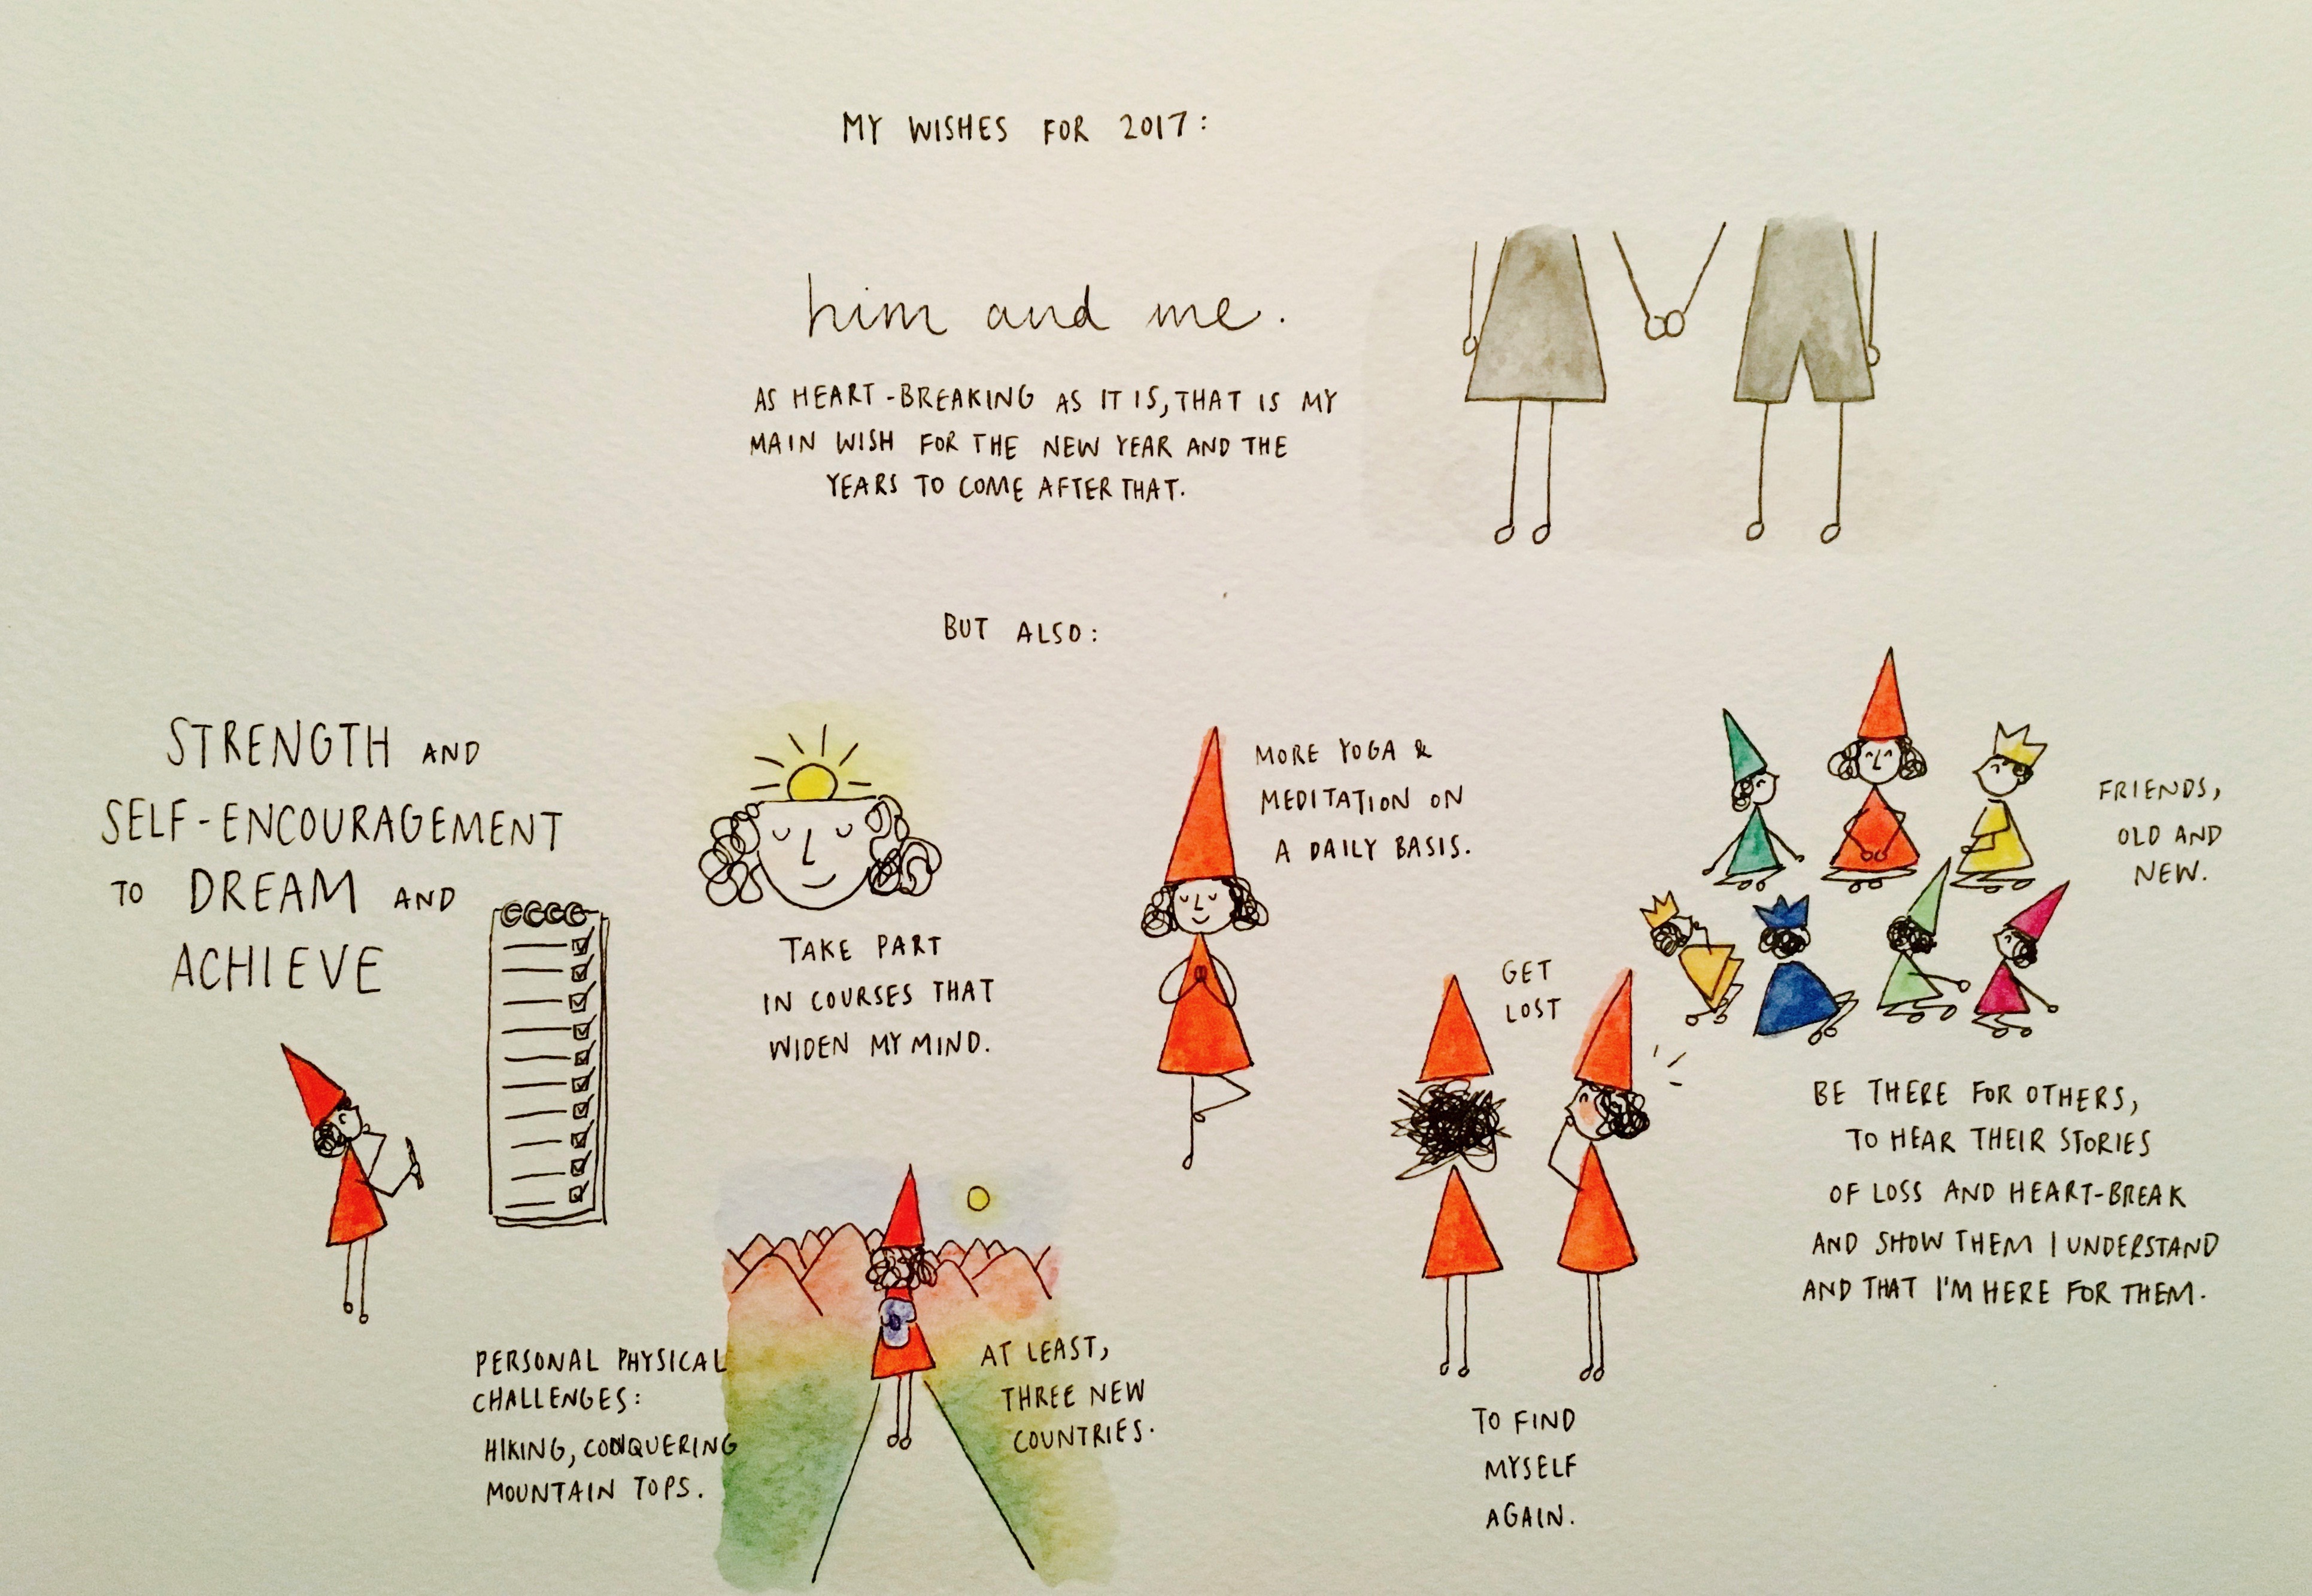 MY WISHES FOR 2017:
him and me.
AS HEART-BREAKING AS IT IS, THAT IS MY
MAIN WISH FOR THE NEW YEAR AND THE
YEARS TO COME AFTER THAT.
BUT ALSO:
STRENGTH AND
SELF-ENCOURAGEMENT
TO DREAM AND
ACHIEVE
TAKE PART
IN COURSES THAT
WIDEN MY MIND.
MORE YOGA &
MEDITATION ON
A DAILY BASIS.
FRIENDS,
OLD AND
NEW.
GET
LOST
TO FIND
MYSELF
AGAIN.
BE THERE FOR OTHERS,
TO HEAR THEIR STORIES
OF LOSS AND HEART-BREAK
AND SHOW THEM I UNDERSTAND
AND THAT I'M HERE FOR THEM.
PERSONAL PHYSICAL
CHALLENGES:
HIKING, CONQUERING
MOUNTAIN TOPS.
AT LEAST,
THREE NEW
COUNTRIES.